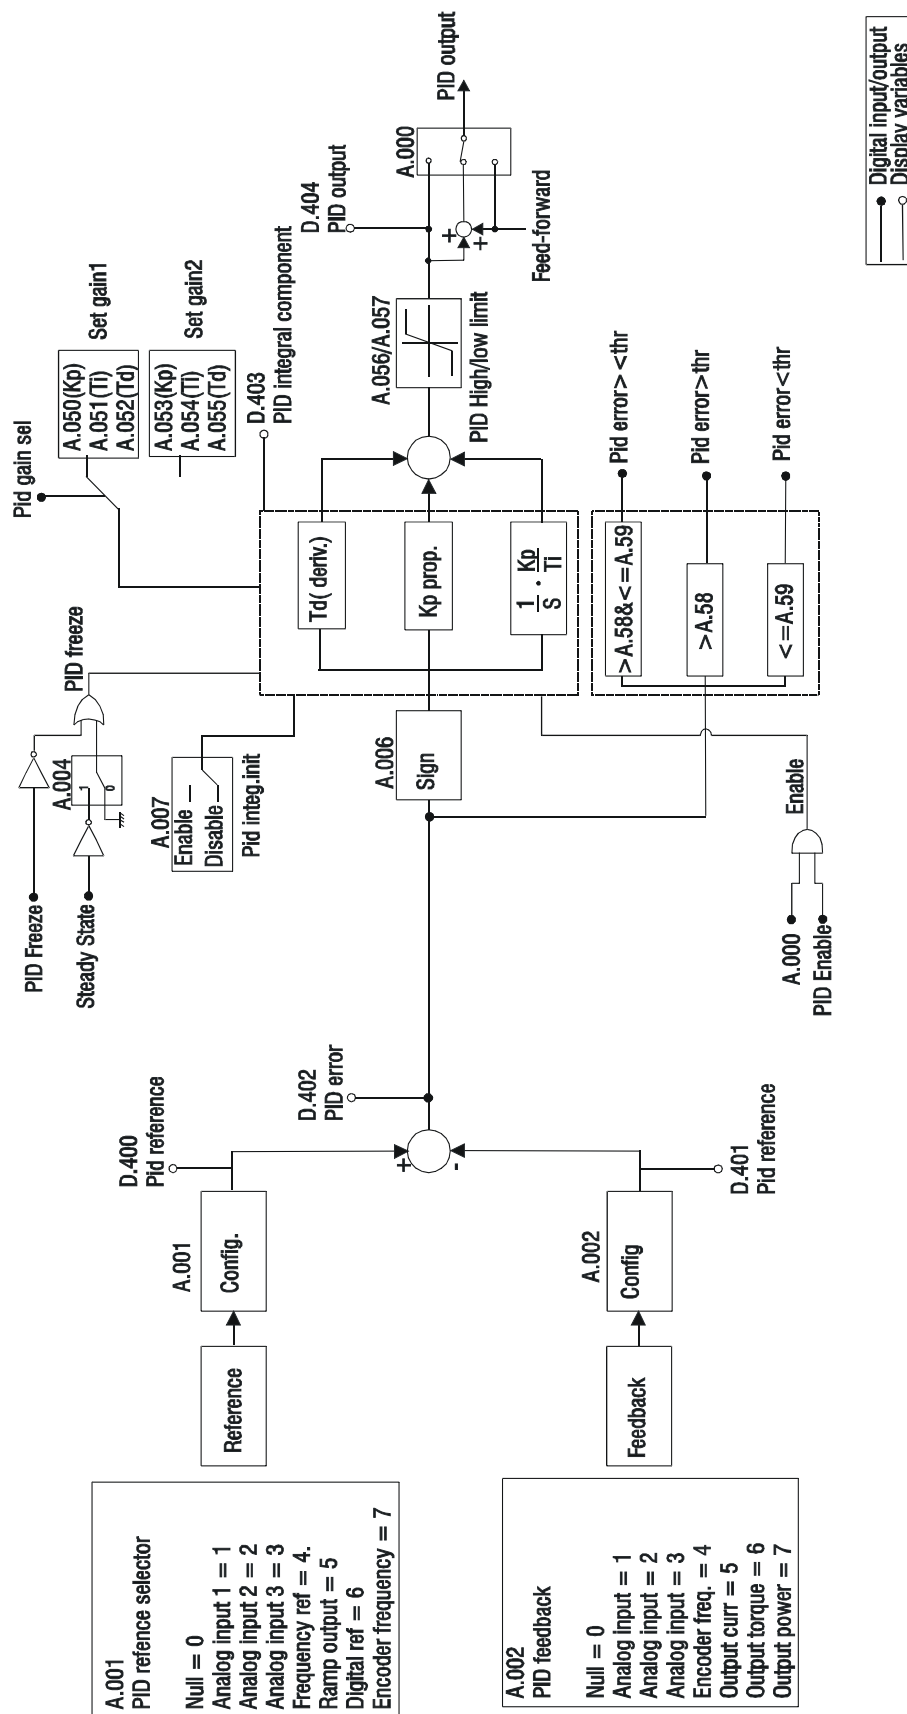 A.001
PID refence selector
Null = 0
Analog input 1 = 1
Analog input 2 = 2
Analog input 3 = 3
Frequency ref = 4.
Ramp output = 5
Digital ref = 6
Encoder frequency = 7
A.002
PID feedback
Null = 0
Analog input = 1
Analog input = 2
Analog input = 3
Encoder freq. = 4
Output curr = 5
Output torque = 6
Output power = 7
Reference
Feedback
A.001
Config.
A.002
Config
D.400
Pid reference
D.401
Pid reference
+
-
D.402
PID error
PID Freeze
Steady State
A.004
1
0
PID freeze
A.007
Enable
Disable
Pid integ.init
A.006
Sign
A.000
PID Enable
Enable
Pid gain sel
A.050(Kp)
A.051(Ti)
A.052(Td)
Set gain1
A.053(Kp)
A.054(Ti)
A.055(Td)
Set gain2
D.403
PID integral component
Td( deriv.)
Kp prop.
1
S
·
Kp
Ti
>A.58&<=A.59
>A.58
<=A.59
Pid error><thr
Pid error>thr
Pid error<thr
A.056/A.057
PID High/low limit
D.404
PID output
+
+
Feed-forward
A.000
PID output
Digital input/output
Display variables